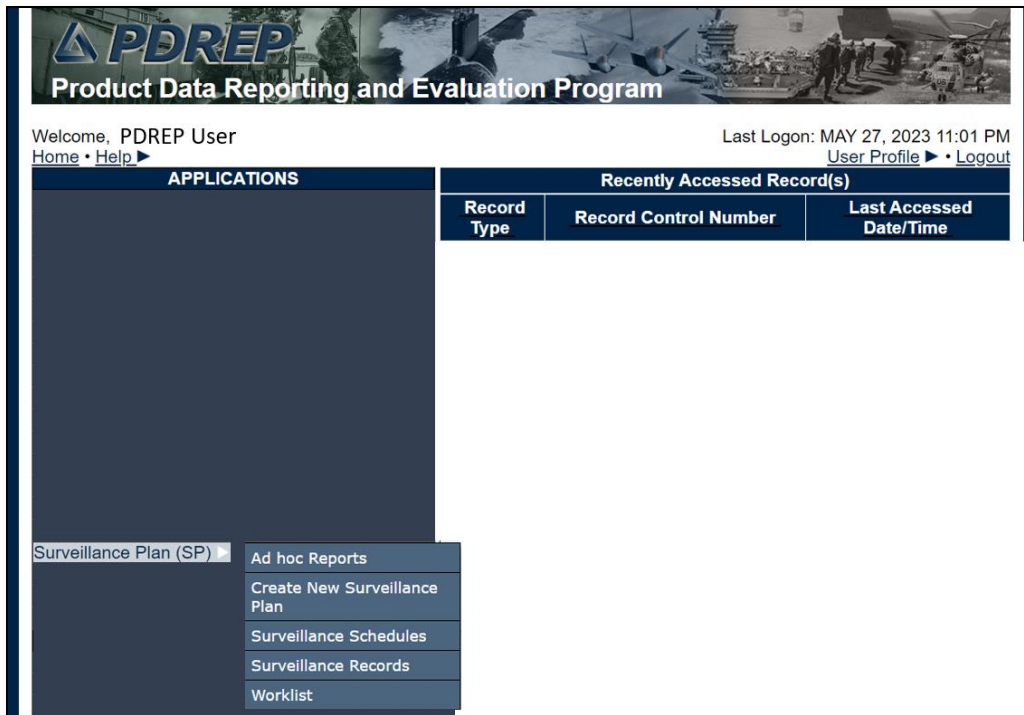 PDREP
Product Data Reporting and Evaluation Program
Welcome, PDREP User
Last Logon: MAY 27, 2023 11:01 PM
Home • Help ▶
User Profile ▶ • Logout
APPLICATIONS
Recently Accessed Record(s)
Record Type
Record Control Number
Last Accessed Date/Time
Surveillance Plan (SP) ▶
Ad hoc Reports
Create New Surveillance
Plan
Surveillance Schedules
Surveillance Records
Worklist